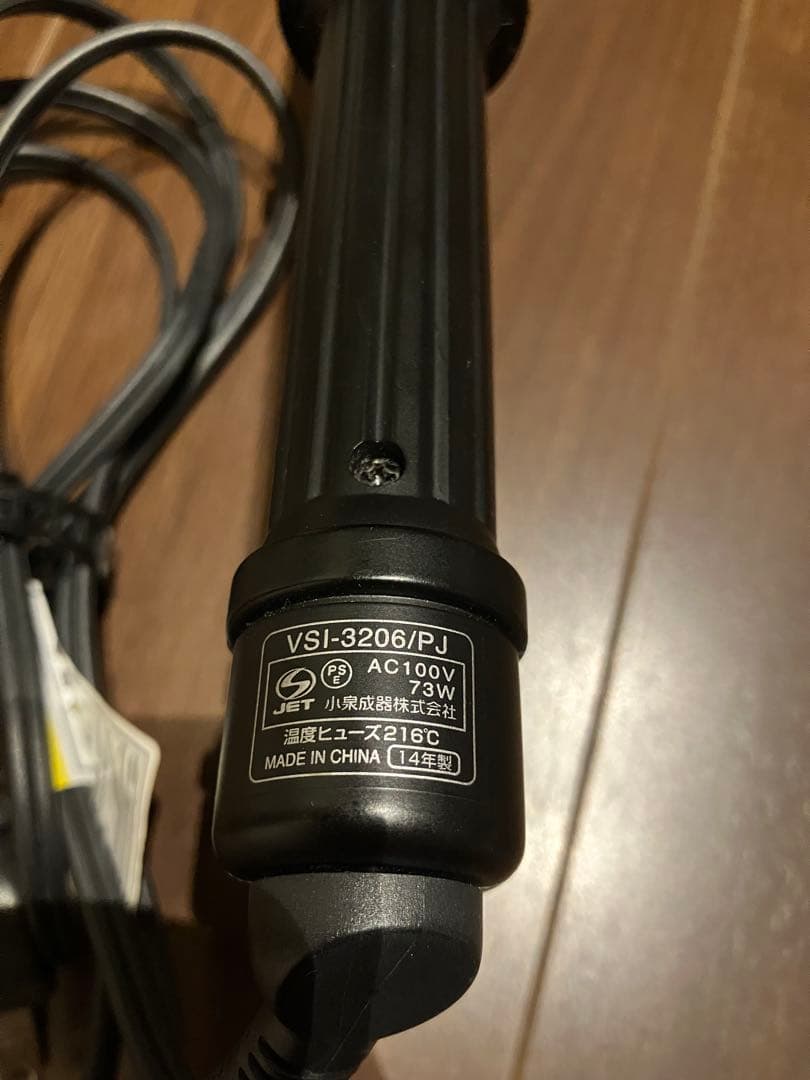 VSI-3206/PJ
PS
E
AC100V
73W
JET 小泉成器株式会社
温度ヒューズ216℃
MADE IN CHINA 14年製